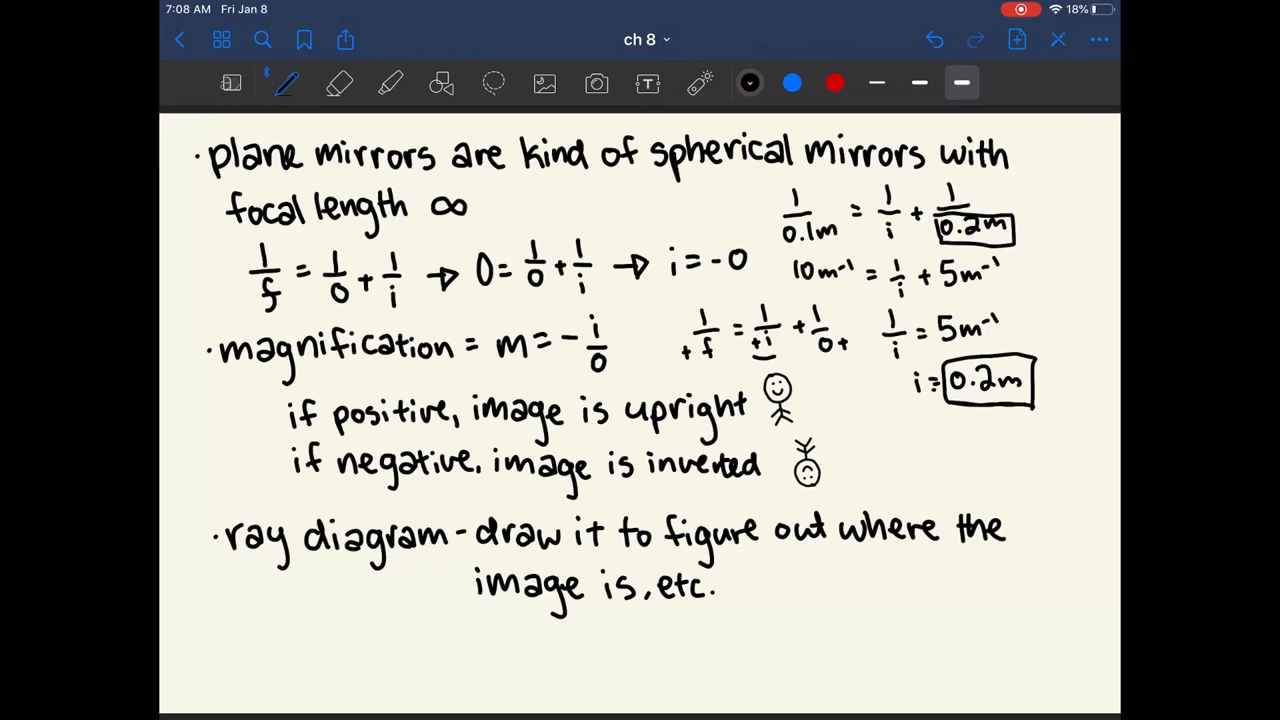 7:08 AM Fri Jan 8
18%
ch 8
T
· plane mirrors are kind of spherical mirrors with
focal length ∞
1/f = 1/o + 1/i → 0 = 1/o + 1/i → i = -o
1/0.1m = 1/i + 1/0.2m
10m⁻¹ = 1/i + 5m⁻¹
1/i = 5m⁻¹
i = 0.2m
· magnification = m = - i/o
+ 1/f = 1/+i + 1/o +
if positive, image is upright
if negative, image is inverted
· ray diagram - draw it to figure out where the
image is, etc.